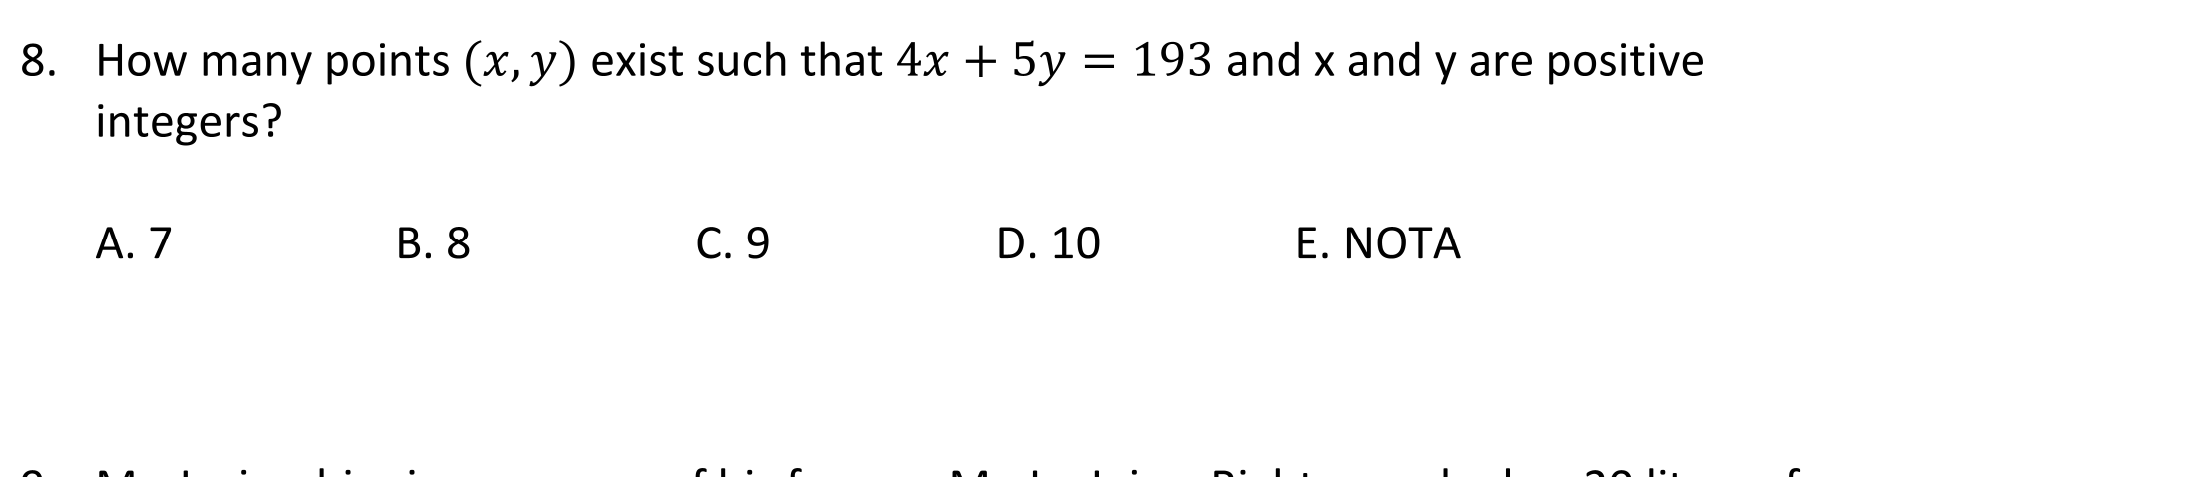 8. How many points (x, y) exist such that 4x + 5y = 193 and x and y are positive
integers?
A. 7 B. 8 C. 9 D. 10 E. NOTA